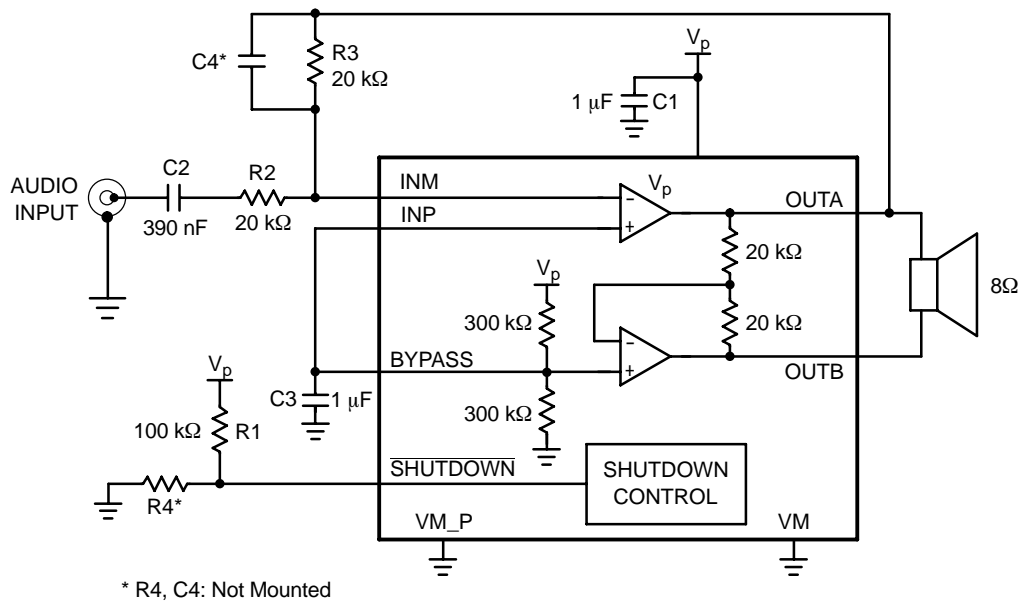 C4*
R3
20 kΩ
Vp
1 μF
C1
AUDIO
INPUT
C2
390 nF
R2
20 kΩ
INM
INP
Vp
−
+
OUTA
20 kΩ
20 kΩ
8Ω
Vp
300 kΩ
300 kΩ
−
+
BYPASS
OUTB
C3
1 μF
Vp
100 kΩ
R1
R4*
SHUTDOWN
SHUTDOWN
CONTROL
VM_P
VM
* R4, C4: Not Mounted